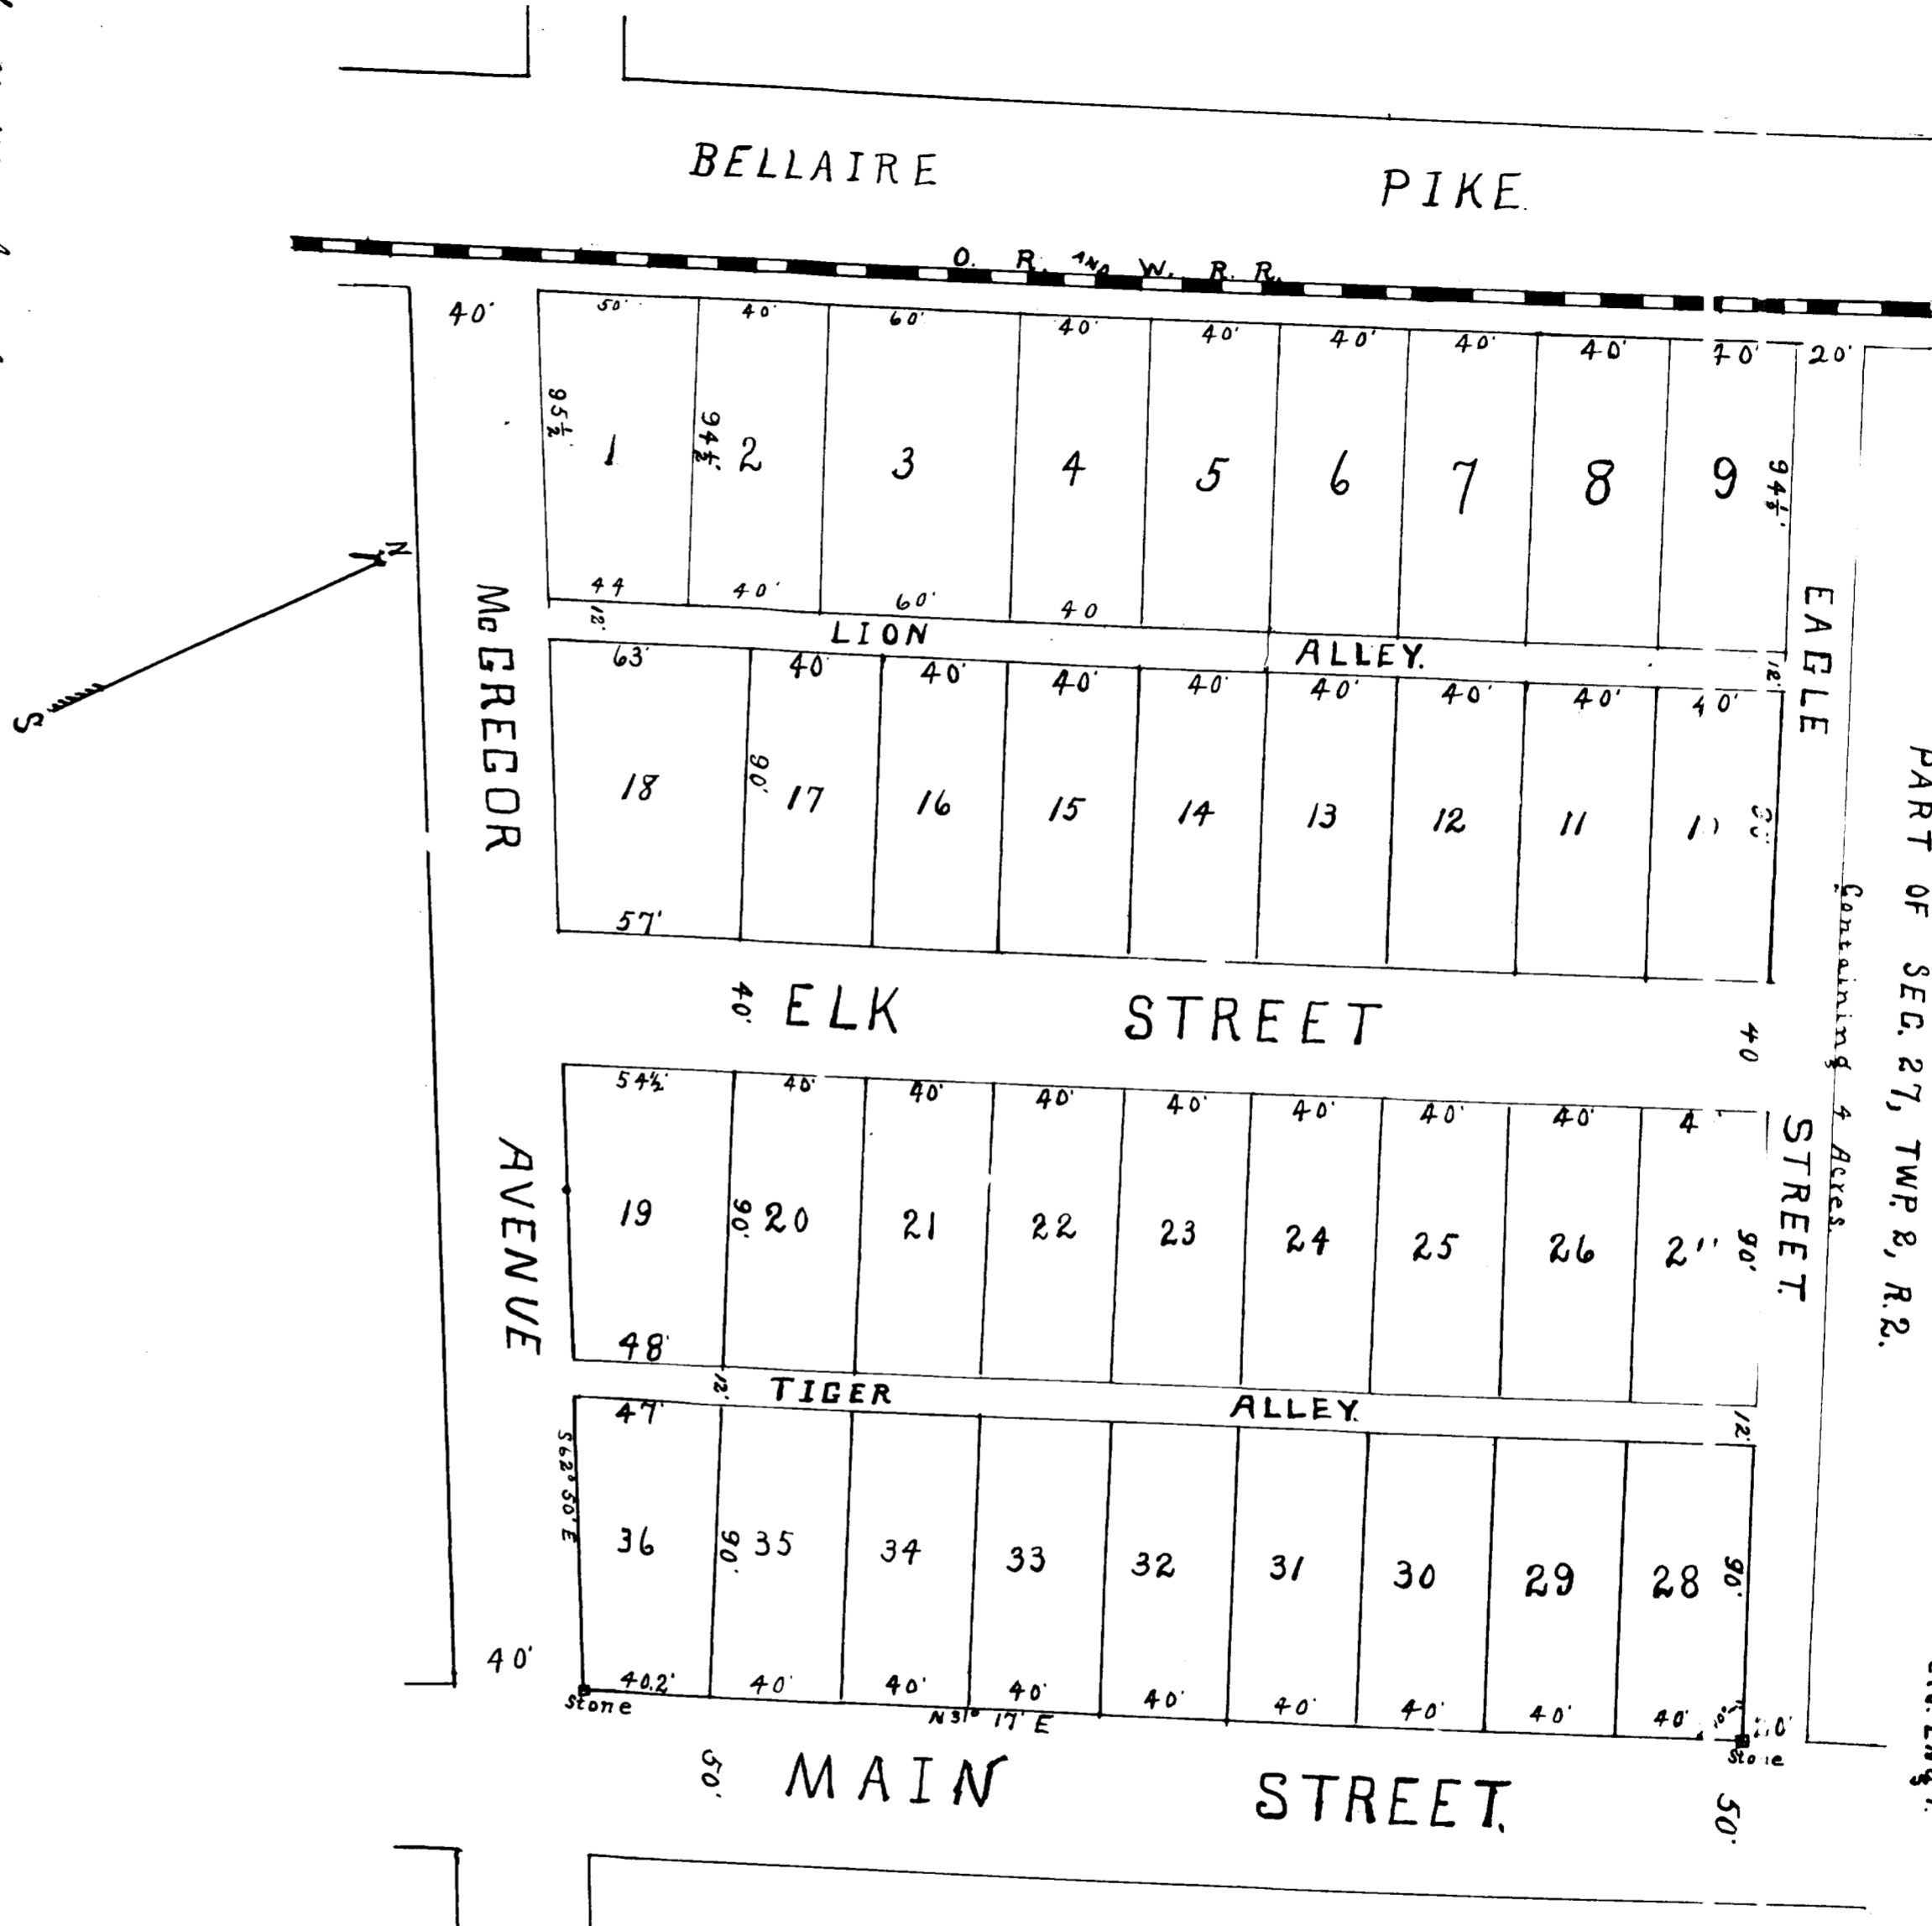 BELLAIRE PIKE.
O. R. AND W. R. R.
40' 50' 40' 60' 40' 40' 40' 40' 40' 40' 20'
95½' 94½' 94½'
1 2 3 4 5 6 7 8 9
44 40' 60' 40
12' LION ALLEY. 12'
63' 40' 40' 40' 40' 40' 40' 40' 40'
90'
18 17 16 15 14 13 12 11
57'
40' ELK STREET 40
54½' 40' 40' 40' 40' 40' 40' 40' 4
90' 90'
19 20 21 22 23 24 25 26 2
48'
12' TIGER ALLEY. 12'
47'
S 62° 50' E
90' 90'
36 35 34 33 32 31 30 29 28
40' 40.2' 40' 40' 40' 40' 40' 40' 40' 40'
Stone N 31° 17' E Stone
50' MAIN STREET. 50'
McGREGOR AVENUE
EAGLE STREET.
Containing 4 Acres.
PART OF SEC. 27, TWP. 2, R. 2.
N
S